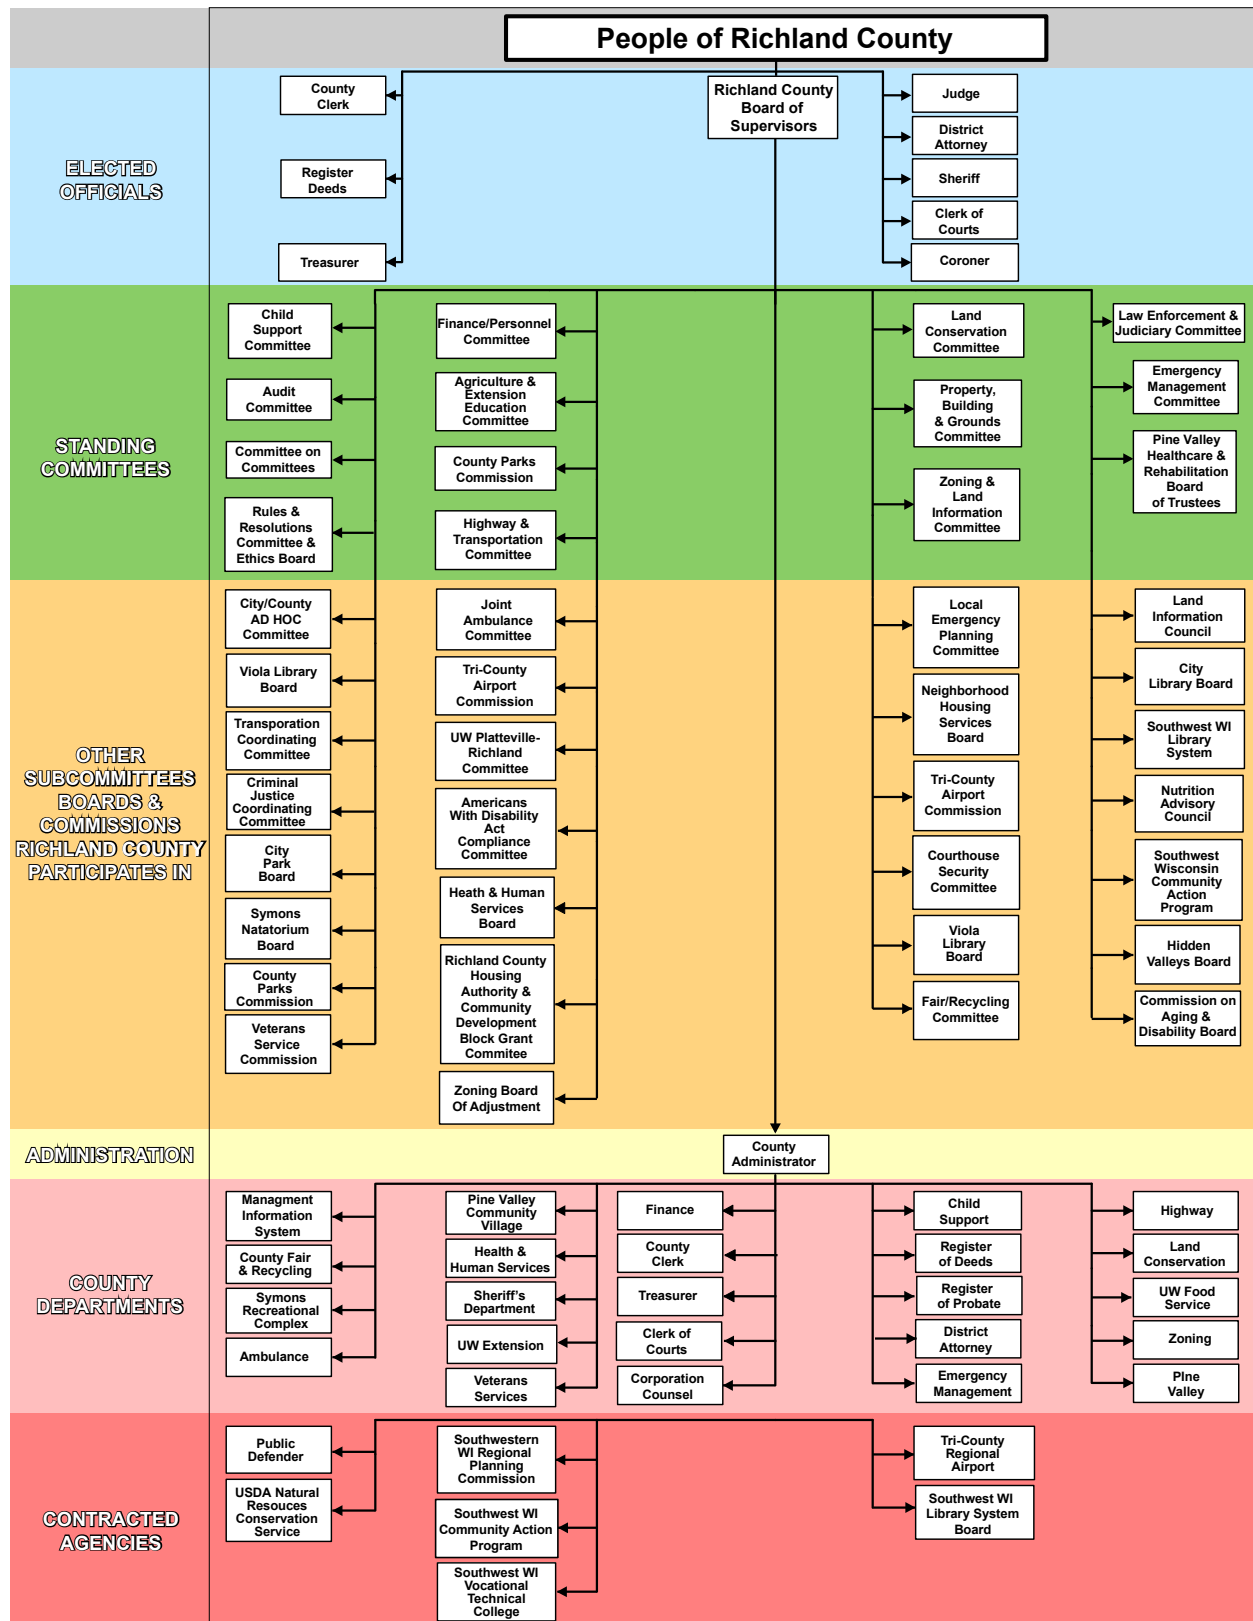 People of Richland County
ELECTED
OFFICIALS
County
Clerk
Register
Deeds
Treasurer
Richland County
Board of
Supervisors
Judge
District
Attorney
Sheriff
Clerk of
Courts
Coroner
STANDING
COMMITTEES
Child
Support
Committee
Audit
Committee
Committee on
Committees
Rules &
Resolutions
Committee &
Ethics Board
Finance/Personnel
Committee
Agriculture &
Extension
Education
Committee
County Parks
Commission
Highway &
Transportation
Committee
Land
Conservation
Committee
Property,
Building
& Grounds
Committee
Zoning &
Land
Information
Committee
Law Enforcement &
Judiciary Committee
Emergency
Management
Committee
Pine Valley
Healthcare &
Rehabilitation
Board
of Trustees
OTHER
SUBCOMMITTEES
BOARDS &
COMMISSIONS
RICHLAND COUNTY
PARTICIPATES IN
City/County
AD HOC
Committee
Viola Library
Board
Transporation
Coordinating
Committee
Criminal
Justice
Coordinating
Committee
City
Park
Board
Symons
Natatorium
Board
County
Parks
Commission
Veterans
Service
Commission
Joint
Ambulance
Committee
Tri-County
Airport
Commission
UW Platteville-
Richland
Committee
Americans
With Disability
Act
Compliance
Committee
Heath & Human
Services
Board
Richland County
Housing
Authority &
Community
Development
Block Grant
Commitee
Zoning Board
Of Adjustment
Local
Emergency
Planning
Committee
Neighborhood
Housing
Services
Board
Tri-County
Airport
Commission
Courthouse
Security
Committee
Viola
Library
Board
Fair/Recycling
Committee
Land
Information
Council
City
Library Board
Southwest WI
Library
System
Nutrition
Advisory
Council
Southwest
Wisconsin
Community
Action
Program
Hidden
Valleys Board
Commission on
Aging &
Disability Board
ADMINISTRATION
County
Administrator
COUNTY
DEPARTMENTS
Managment
Information
System
County Fair
& Recycling
Symons
Recreational
Complex
Ambulance
Pine Valley
Community
Village
Health &
Human Services
Sheriff's
Department
UW Extension
Veterans
Services
Finance
County
Clerk
Treasurer
Clerk of
Courts
Corporation
Counsel
Child
Support
Register
of Deeds
Register
of Probate
District
Attorney
Emergency
Management
Highway
Land
Conservation
UW Food
Service
Zoning
PIne
Valley
CONTRACTED
AGENCIES
Public
Defender
USDA Natural
Resouces
Conservation
Service
Southwestern
WI Regional
Planning
Commission
Southwest WI
Community Action
Program
Southwest WI
Vocational
Technical
College
Tri-County
Regional
Airport
Southwest WI
Library System
Board